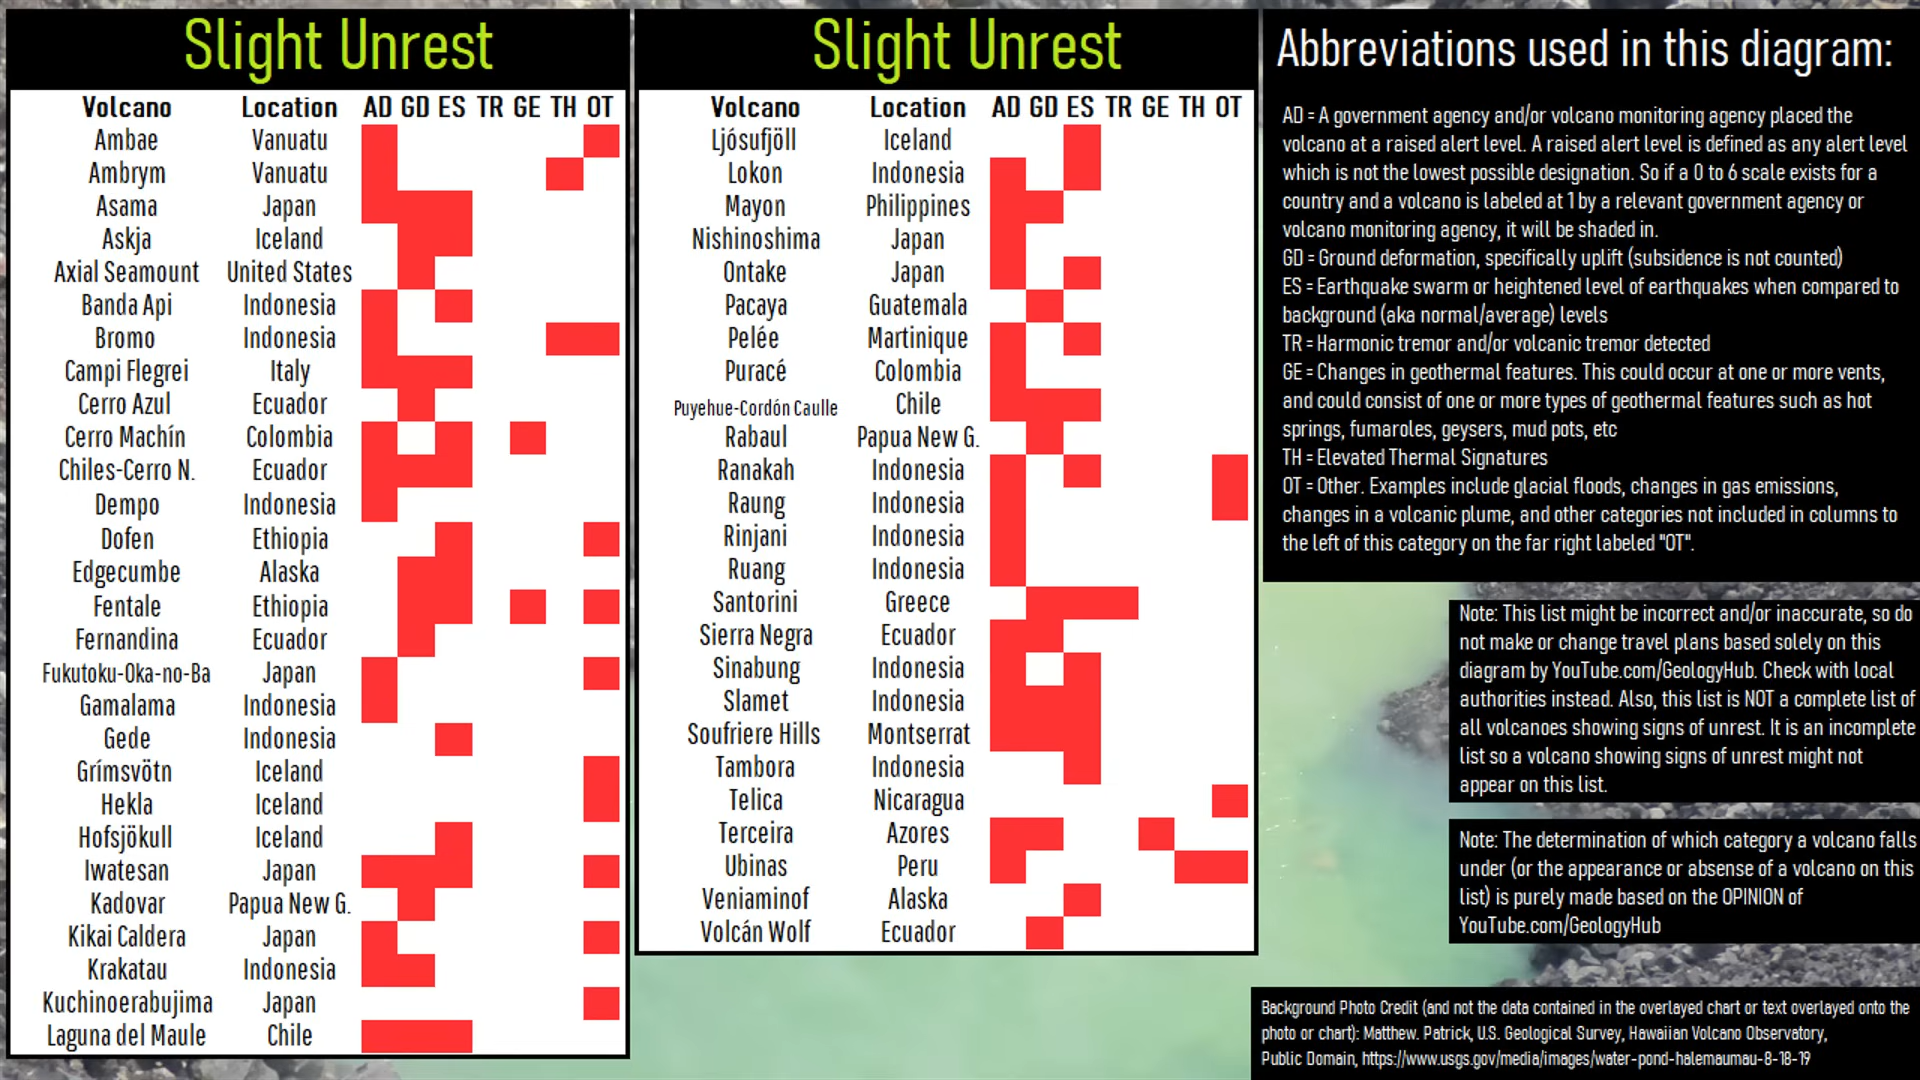 Slight Unrest
Volcano Location AD GD ES TR GE TH OT
Ambae Vanuatu
Ambrym Vanuatu
Asama Japan
Askja Iceland
Axial Seamount United States
Banda Api Indonesia
Bromo Indonesia
Campi Flegrei Italy
Cerro Azul Ecuador
Cerro Machín Colombia
Chiles-Cerro N. Ecuador
Dempo Indonesia
Dofen Ethiopia
Edgecumbe Alaska
Fentale Ethiopia
Fernandina Ecuador
Fukutoku-Oka-no-Ba Japan
Gamalama Indonesia
Gede Indonesia
Grímsvötn Iceland
Hekla Iceland
Hofsjökull Iceland
Iwatesan Japan
Kadovar Papua New G.
Kikai Caldera Japan
Krakatau Indonesia
Kuchinoerabujima Japan
Laguna del Maule Chile
Slight Unrest
Volcano Location AD GD ES TR GE TH OT
Ljósufjöll Iceland
Lokon Indonesia
Mayon Philippines
Nishinoshima Japan
Ontake Japan
Pacaya Guatemala
Pelée Martinique
Puracé Colombia
Puyehue-Cordón Caulle Chile
Rabaul Papua New G.
Ranakah Indonesia
Raung Indonesia
Rinjani Indonesia
Ruang Indonesia
Santorini Greece
Sierra Negra Ecuador
Sinabung Indonesia
Slamet Indonesia
Soufriere Hills Montserrat
Tambora Indonesia
Telica Nicaragua
Terceira Azores
Ubinas Peru
Veniaminof Alaska
Volcán Wolf Ecuador
Abbreviations used in this diagram:
AD = A government agency and/or volcano monitoring agency placed the
volcano at a raised alert level. A raised alert level is defined as any alert level
which is not the lowest possible designation. So if a 0 to 6 scale exists for a
country and a volcano is labeled at 1 by a relevant government agency or
volcano monitoring agency, it will be shaded in.
GD = Ground deformation, specifically uplift (subsidence is not counted)
ES = Earthquake swarm or heightened level of earthquakes when compared to
background (aka normal/average) levels
TR = Harmonic tremor and/or volcanic tremor detected
GE = Changes in geothermal features. This could occur at one or more vents,
and could consist of one or more types of geothermal features such as hot
springs, fumaroles, geysers, mud pots, etc
TH = Elevated Thermal Signatures
OT = Other. Examples include glacial floods, changes in gas emissions,
changes in a volcanic plume, and other categories not included in columns to
the left of this category on the far right labeled "OT".
Note: This list might be incorrect and/or inaccurate, so do
not make or change travel plans based solely on this
diagram by YouTube.com/GeologyHub. Check with local
authorities instead. Also, this list is NOT a complete list of
all volcanoes showing signs of unrest. It is an incomplete
list so a volcano showing signs of unrest might not
appear on this list.
Note: The determination of which category a volcano falls
under (or the appearance or absense of a volcano on this
list) is purely made based on the OPINION of
YouTube.com/GeologyHub
Background Photo Credit (and not the data contained in the overlayed chart or text overlayed onto the
photo or chart): Matthew. Patrick, U.S. Geological Survey, Hawaiian Volcano Observatory,
Public Domain, https://www.usgs.gov/media/images/water-pond-halemaumau-8-18-19